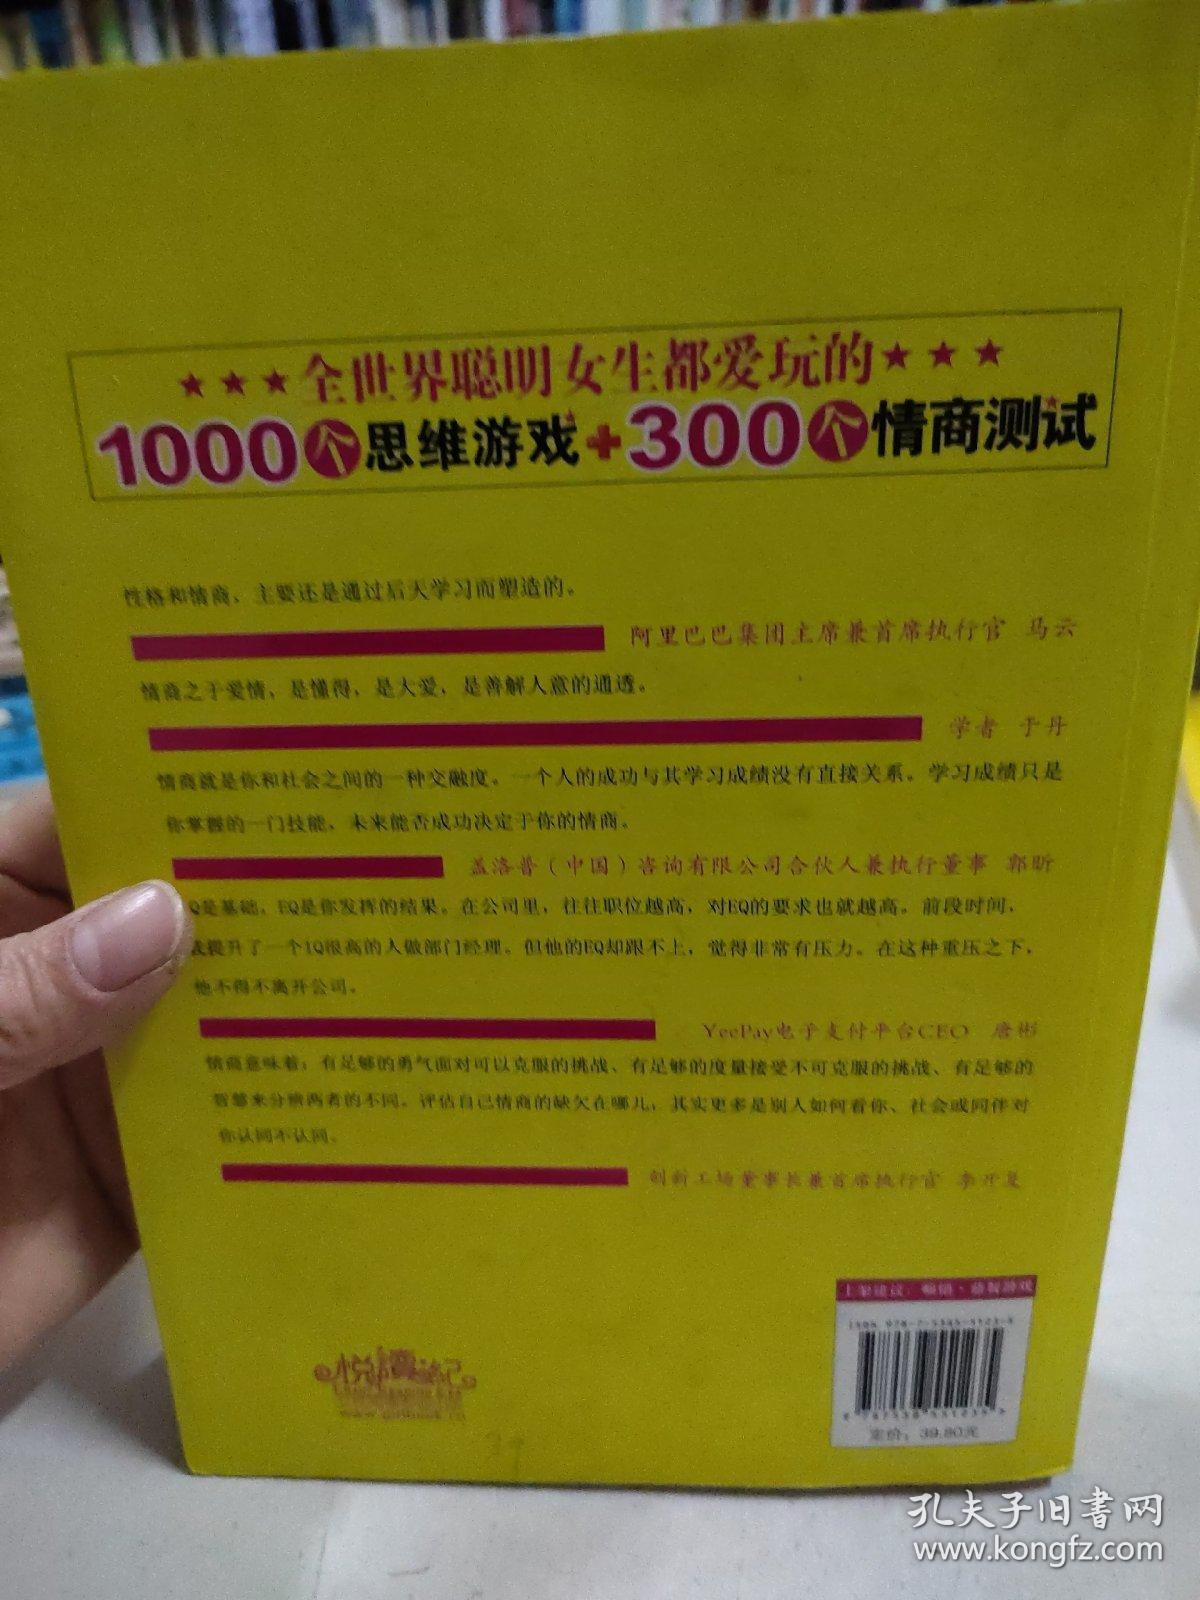 ★★★全世界聪明女生都爱玩的★★★
1000个思维游戏+300个情商测试
性格和情商、主要还是通过后天学习而塑造的。
阿里巴巴集团主席兼首席执行官 马云
情商之于爱情，是懂得，是大爱，是善解人意的通透。
学者 于丹
情商就是你和社会之间的一种交融度。一个人的成功与其学习成绩没有直接关系。学习成绩只是
你掌握的一门技能，未来能否成功决定于你的情商。
盖洛普（中国）咨询有限公司合伙人兼执行董事 郭昕
Q是基础，EQ是你发挥的结果。在公司里，往往职位越高，对EQ的要求也就越高。前段时间，
我提升了一个IQ很高的人做部门经理。但他的EQ却跟不上，觉得非常有压力。在这种重压之下，
他不得不离开公司。
YeePay电子支付平台CEO 唐彬
情商意味着：有足够的勇气面对可以克服的挑战、有足够的度量接受不可克服的挑战、有足够的
智慧来分辨两者的不同。评估自己情商的缺欠在哪儿，其实更多是别人如何看你、社会或同伴对
你认同不认同。
创新工场董事长兼首席执行官 李开复
上架建议：畅销·益智游戏
ISBN 978-7-5385-5123-5
定价：39.80元
悦读纪
孔夫子旧书网
www.kongfz.com